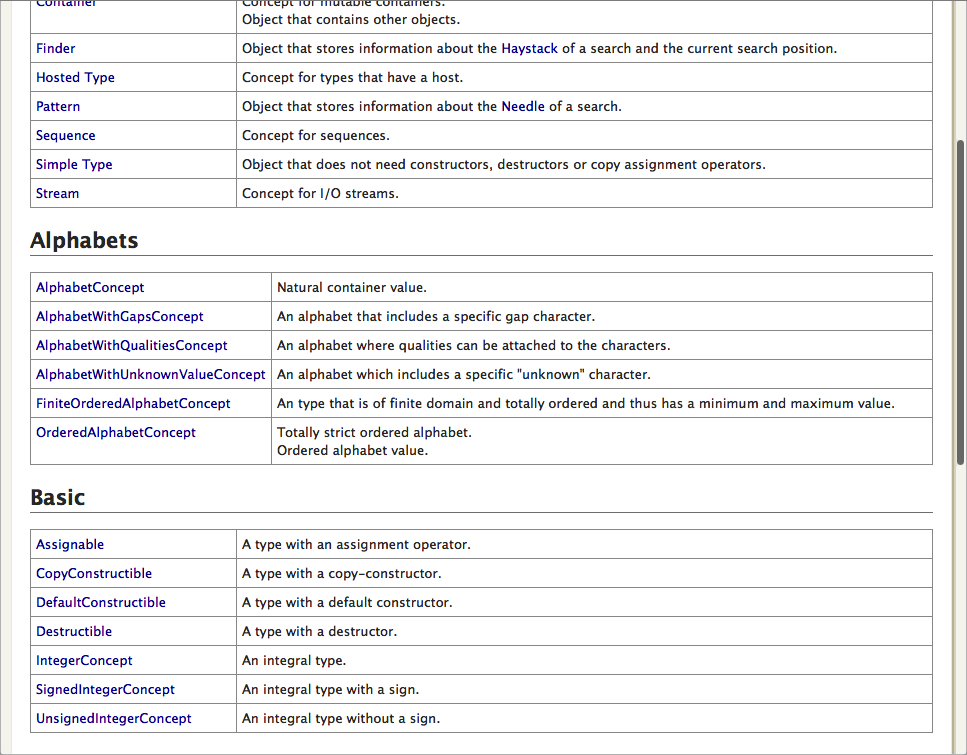 Container Concept for mutable containers.
Object that contains other objects.
Finder Object that stores information about the Haystack of a search and the current search position.
Hosted Type Concept for types that have a host.
Pattern Object that stores information about the Needle of a search.
Sequence Concept for sequences.
Simple Type Object that does not need constructors, destructors or copy assignment operators.
Stream Concept for I/O streams.
Alphabets
AlphabetConcept Natural container value.
AlphabetWithGapsConcept An alphabet that includes a specific gap character.
AlphabetWithQualitiesConcept An alphabet where qualities can be attached to the characters.
AlphabetWithUnknownValueConcept An alphabet which includes a specific "unknown" character.
FiniteOrderedAlphabetConcept An type that is of finite domain and totally ordered and thus has a minimum and maximum value.
OrderedAlphabetConcept Totally strict ordered alphabet.
Ordered alphabet value.
Basic
Assignable A type with an assignment operator.
CopyConstructible A type with a copy-constructor.
DefaultConstructible A type with a default constructor.
Destructible A type with a destructor.
IntegerConcept An integral type.
SignedIntegerConcept An integral type with a sign.
UnsignedIntegerConcept An integral type without a sign.